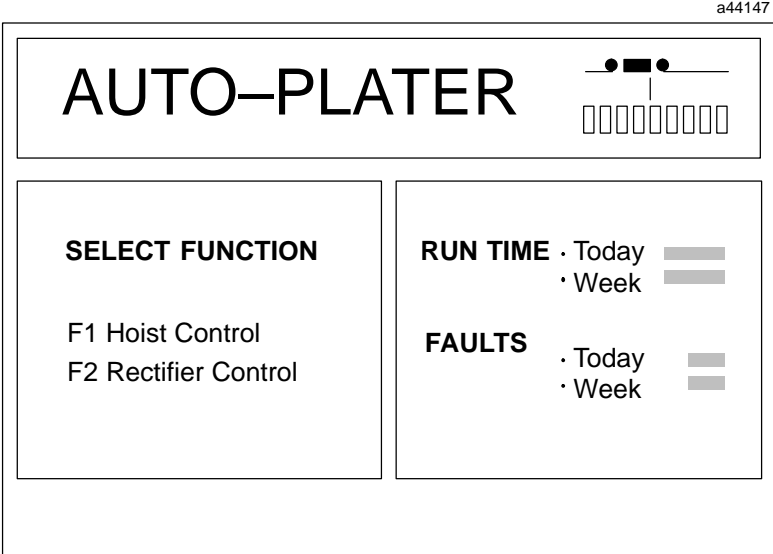 a44147
AUTO–PLATER
SELECT FUNCTION
F1 Hoist Control
F2 Rectifier Control
RUN TIME · Today
· Week
FAULTS
· Today
· Week